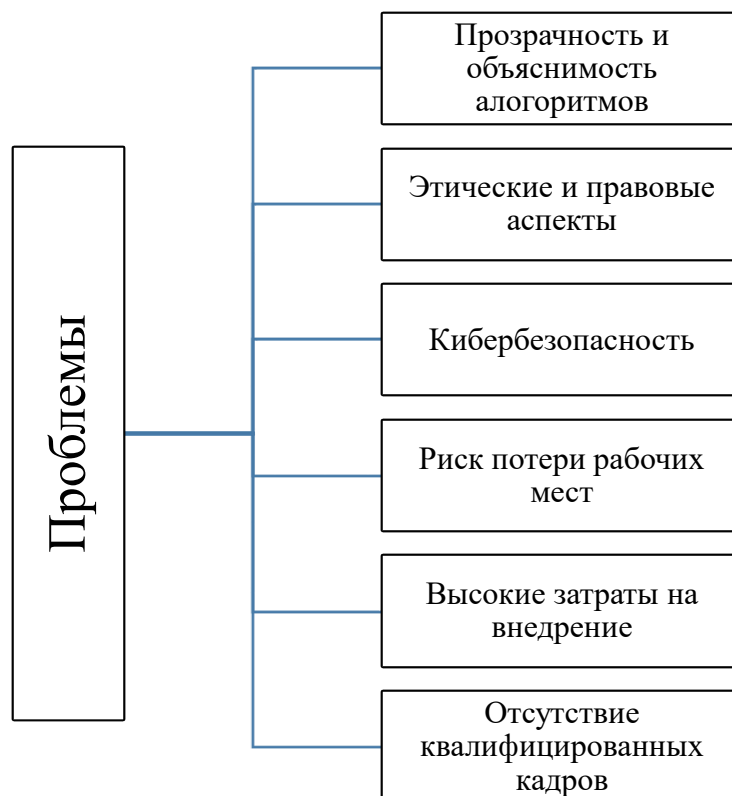 Проблемы
Прозрачность и
объяснимость
алогоритмов
Этические и правовые
аспекты
Кибербезопасность
Риск потери рабочих
мест
Высокие затраты на
внедрение
Отсутствие
квалифицированных
кадров